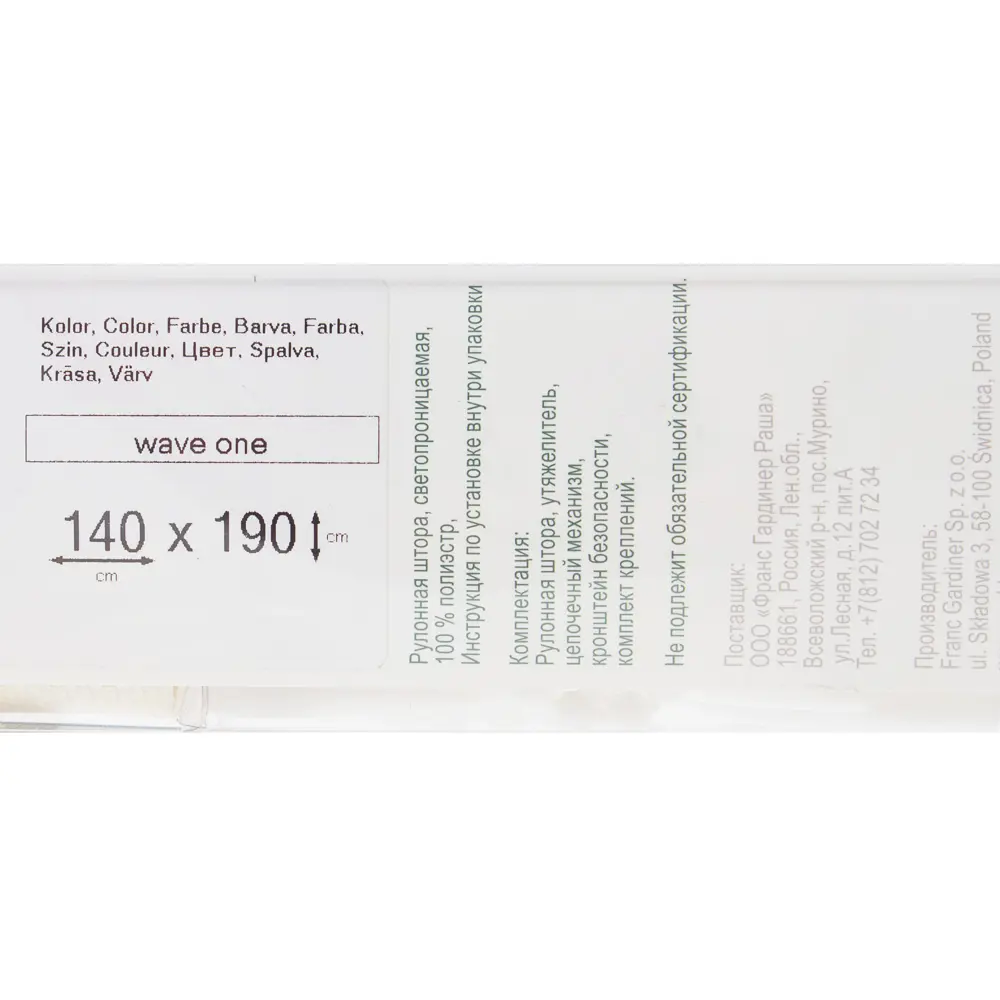 Kolor, Color, Farbe, Barva, Farba,
Szin, Couleur, Цвет, Spalva,
Krāsa, Värv
wave one
140 x 190 cm
cm
Рулонная штора, светопроницаемая,
100 % полиэстр,
Инструкция по установке внутри упаковки
Комплектация:
Рулонная штора, утяжелитель,
цепочечный механизм,
кронштейн безопасности,
комплект креплений.
Не подлежит обязательной сертификации.
Поставщик:
ООО «Франс Гардинер Раша»
188661, Россия, Лен.обл.,
Всеволожский р-н, пос.Мурино,
ул.Лесная, д.12 лит.А
Тел. +7(812)702 72 34
Производитель:
Franc Gardiner Sp. z o.o.
ul. Składowa 3, 58-100 Świdnica, Poland